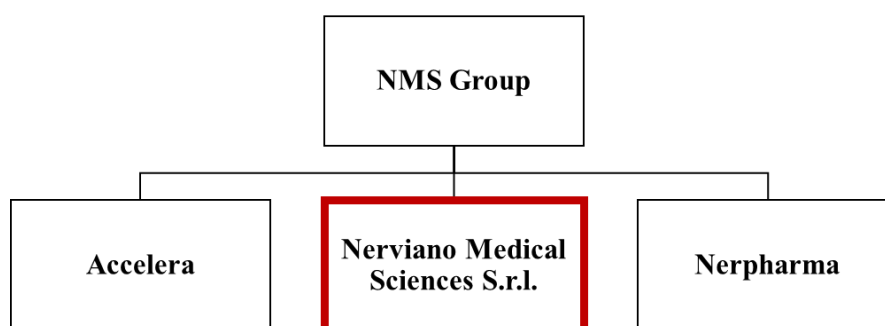 NMS Group
Accelera
Nerviano Medical
Sciences S.r.l.
Nerpharma